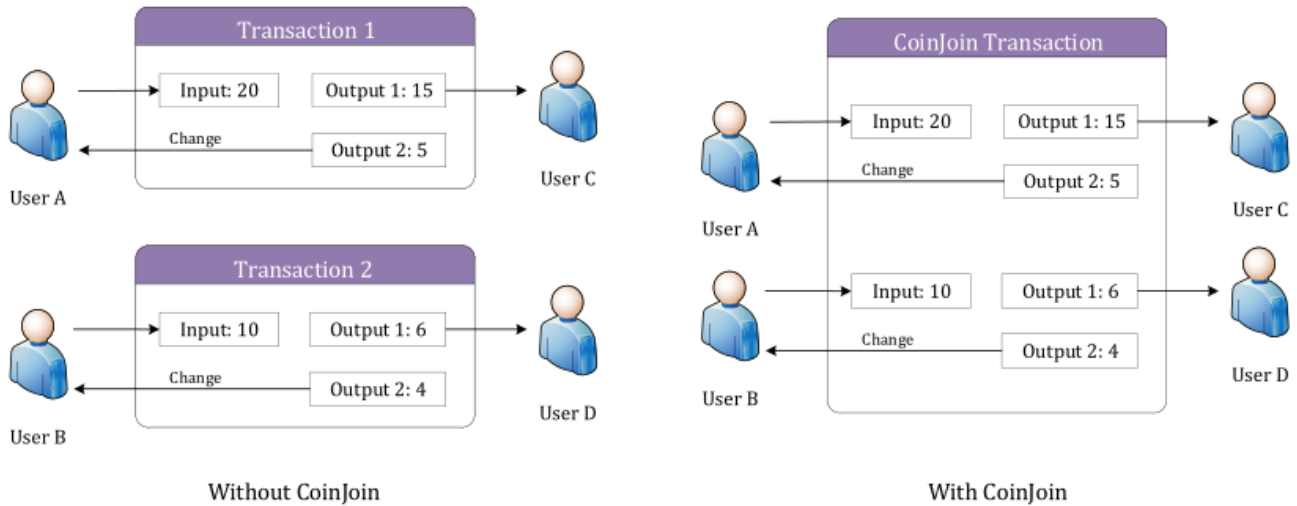 Transaction 1
Input: 20
Output 1: 15
Change
Output 2: 5
User A
User C
Transaction 2
Input: 10
Output 1: 6
Change
Output 2: 4
User B
User D
Without CoinJoin
CoinJoin Transaction
Input: 20
Output 1: 15
Change
Output 2: 5
User A
User C
Input: 10
Output 1: 6
Change
Output 2: 4
User B
User D
With CoinJoin